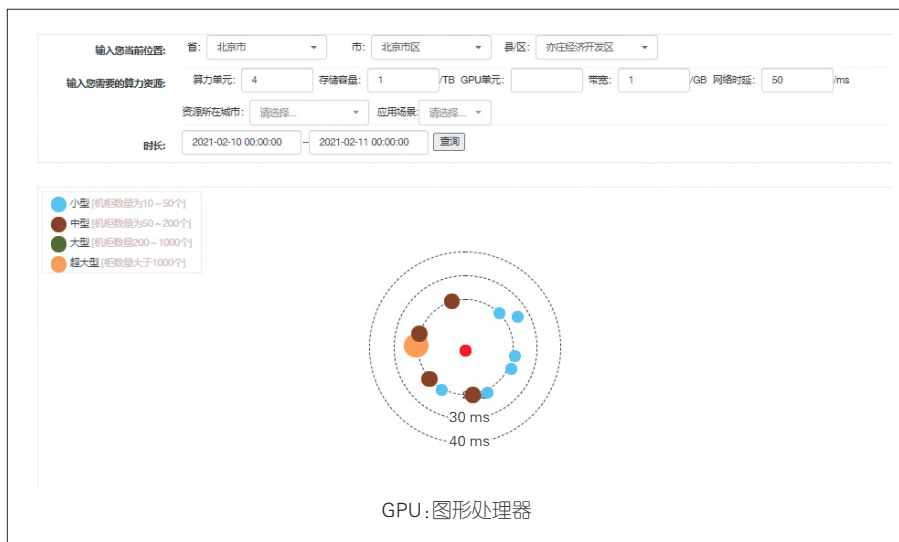 输入您当前位置: 省: 北京市 市: 北京市区 县/区: 亦庄经济开发区
输入您需要的算力资源: 算力单元: 4 存储容量: 1 /TB GPU单元: 带宽: 1 /GB 网络时延: 50 /ms
资源所在城市: 请选择... 应用场景: 请选择...
时长: 2021-02-10 00:00:00 -- 2021-02-11 00:00:00 查询
小型 [机柜数量为10~50个]
中型 [机柜数量为50~200个]
大型 [机柜数量200~1000个]
超大型 [柜数量大于1000个]
30 ms
40 ms
GPU:图形处理器